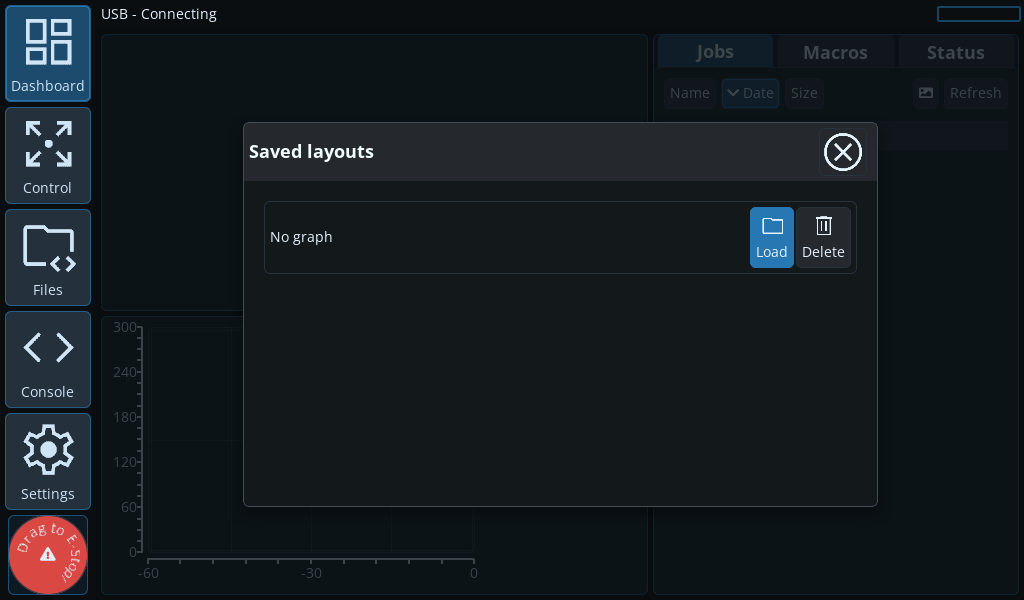 USB - Connecting
Dashboard
Control
Files
Console
Settings
Drag to E-Stop!
Jobs Macros Status
Name Date Size Refresh
Saved layouts
No graph
Load Delete
300
240
180
120
60
0
-60 -30 0